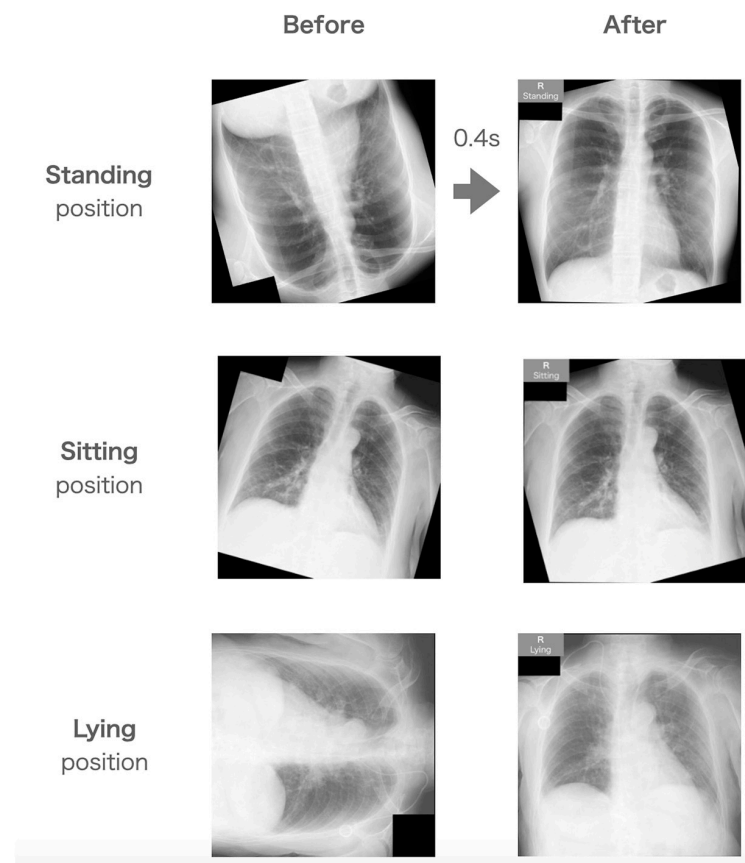 Before
After
Standing
position
0.4s
R
Standing
Sitting
position
R
Sitting
Lying
position
R
Lying